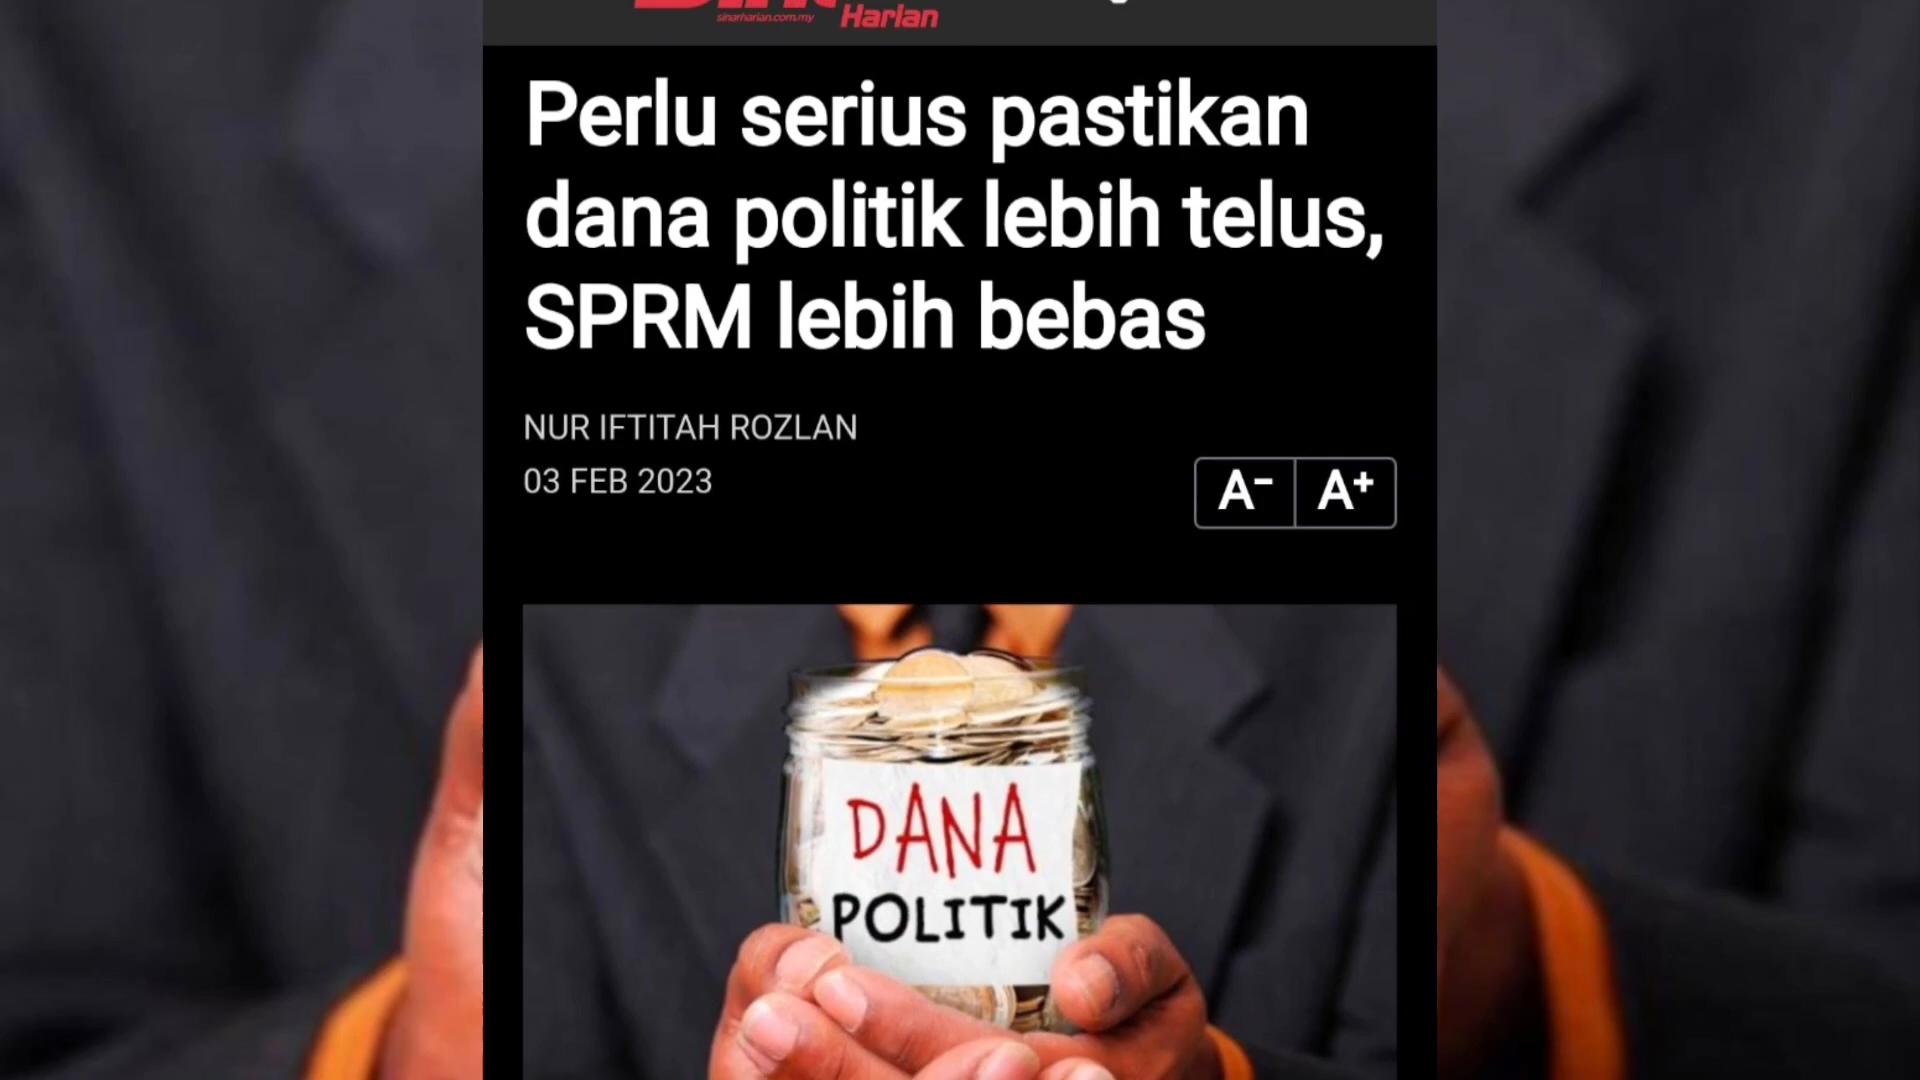 sinarharian.com.my
Harian
Perlu serius pastikan
dana politik lebih telus,
SPRM lebih bebas
NUR IFTITAH ROZLAN
03 FEB 2023
A- A+
DANA
POLITIK